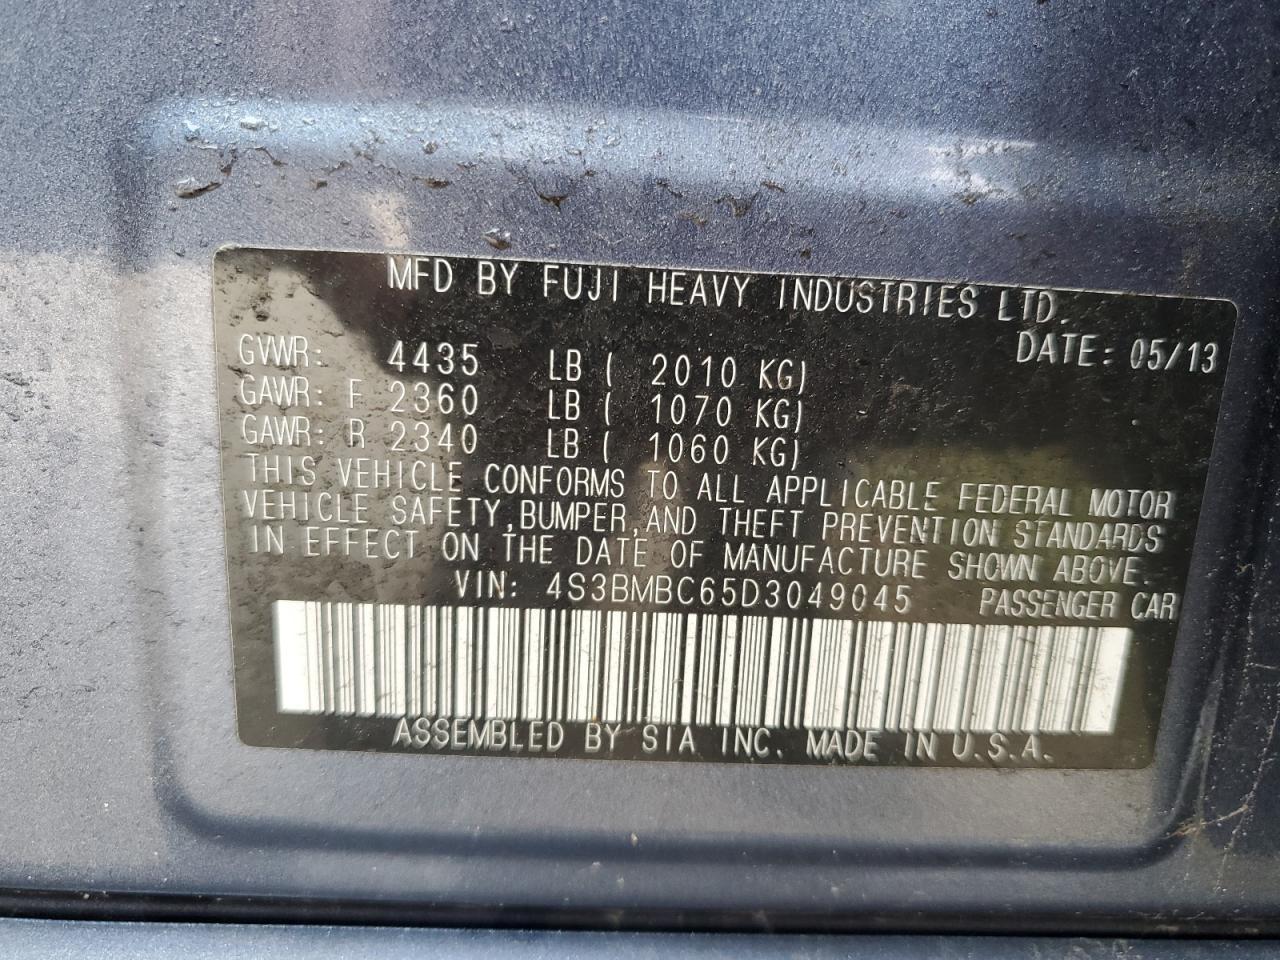 MFD BY FUJI HEAVY INDUSTRIES LTD.
DATE: 05/13
GVWR: 4435 LB ( 2010 KG)
GAWR: F 2360 LB ( 1070 KG)
GAWR: R 2340 LB ( 1060 KG)
THIS VEHICLE CONFORMS TO ALL APPLICABLE FEDERAL MOTOR
VEHICLE SAFETY, BUMPER, AND THEFT PREVENTION STANDARDS
IN EFFECT ON THE DATE OF MANUFACTURE SHOWN ABOVE.
VIN: 4S3BMBC65D3049045 PASSENGER CAR
ASSEMBLED BY SIA INC. MADE IN U.S.A.